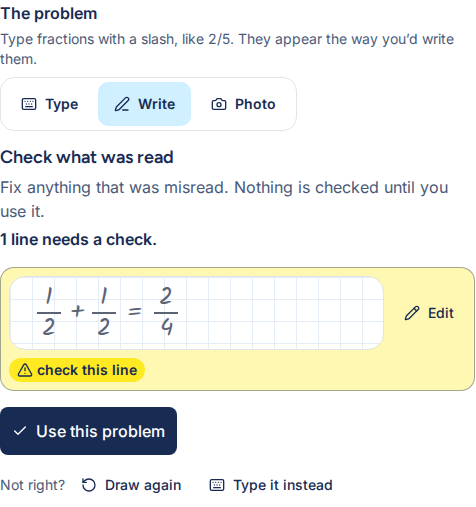 The problem
Type fractions with a slash, like 2/5. They appear the way you’d write
them.
Type Write Photo
Check what was read
Fix anything that was misread. Nothing is checked until you
use it.
1 line needs a check.
1/2 + 1/2 = 2/4
Edit
check this line
Use this problem
Not right? Draw again Type it instead